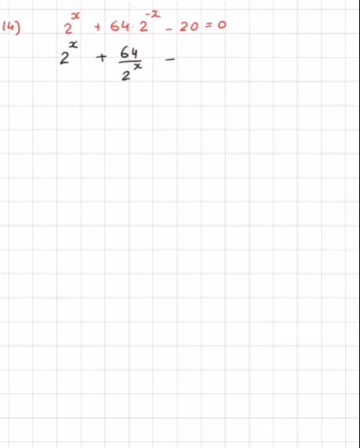 14) 2^x + 64 · 2^-x - 20 = 0
2^x + 64/2^x -